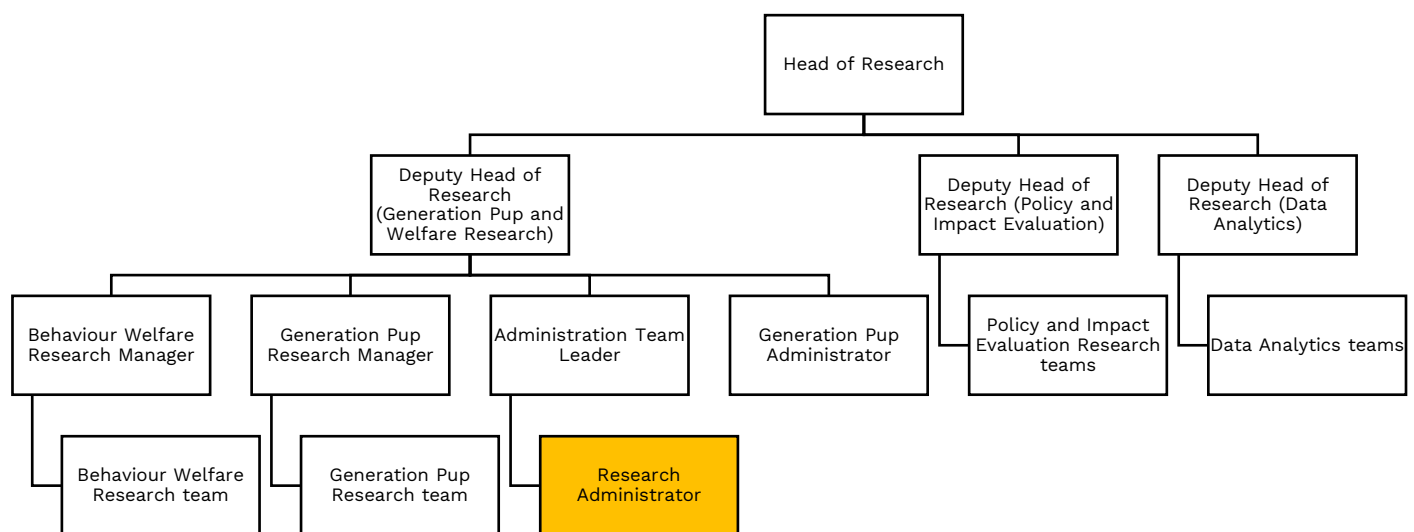 Head of Research
Deputy Head of
Research
(Generation Pup and
Welfare Research)
Deputy Head of
Research (Policy and
Impact Evaluation)
Deputy Head of
Research (Data
Analytics)
Behaviour Welfare
Research Manager
Generation Pup
Research Manager
Administration Team
Leader
Generation Pup
Administrator
Policy and Impact
Evaluation Research
teams
Data Analytics teams
Behaviour Welfare
Research team
Generation Pup
Research team
Research
Administrator